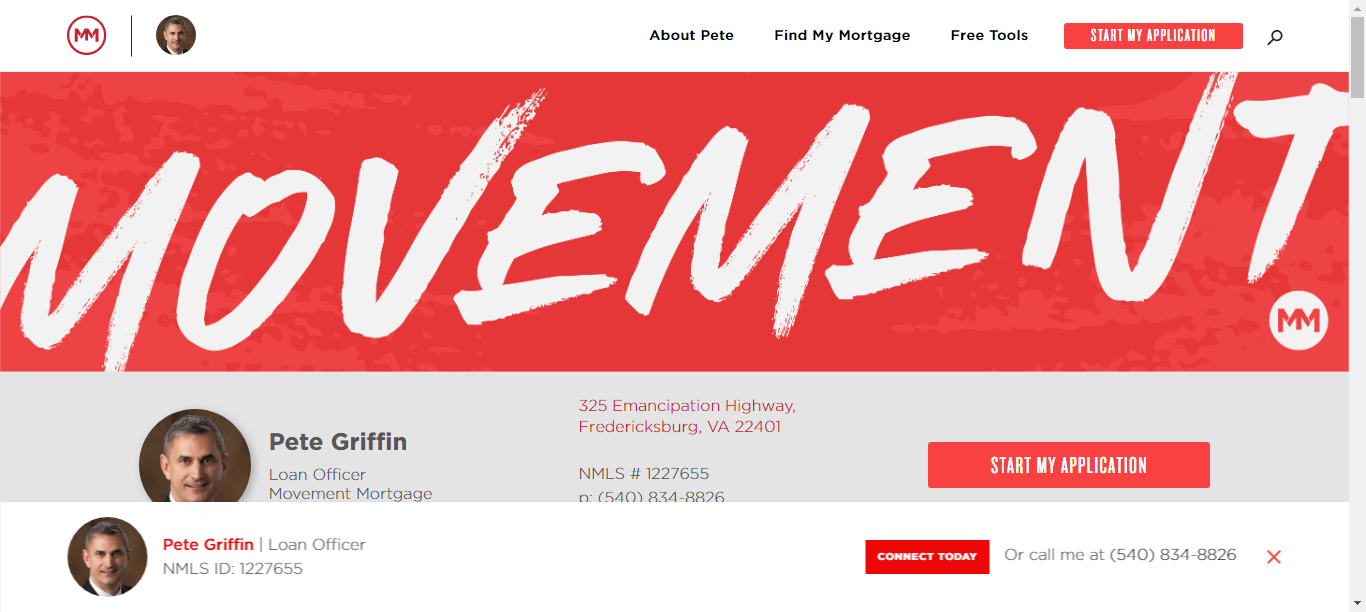 MM
About Pete
Find My Mortgage
Free Tools
START MY APPLICATION
MOVEMENT
MM
325 Emancipation Highway,
Fredericksburg, VA 22401
Pete Griffin
Loan Officer
Movement Mortgage
NMLS # 1227655
p: (540) 834-8826
START MY APPLICATION
Pete Griffin | Loan Officer
NMLS ID: 1227655
CONNECT TODAY
Or call me at (540) 834-8826